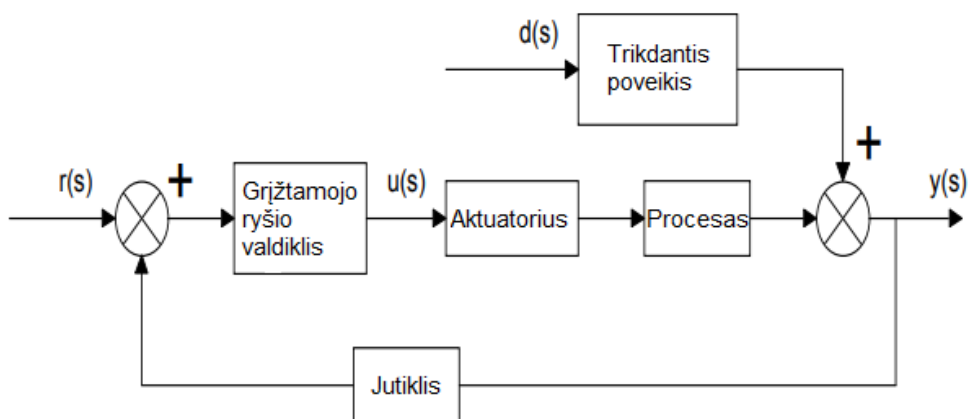 d(s)
Trikdantis
poveikis
+
r(s)
+
Grįžtamojo
ryšio
valdiklis
u(s)
Aktuatorius
Procesas
+
y(s)
Jutiklis